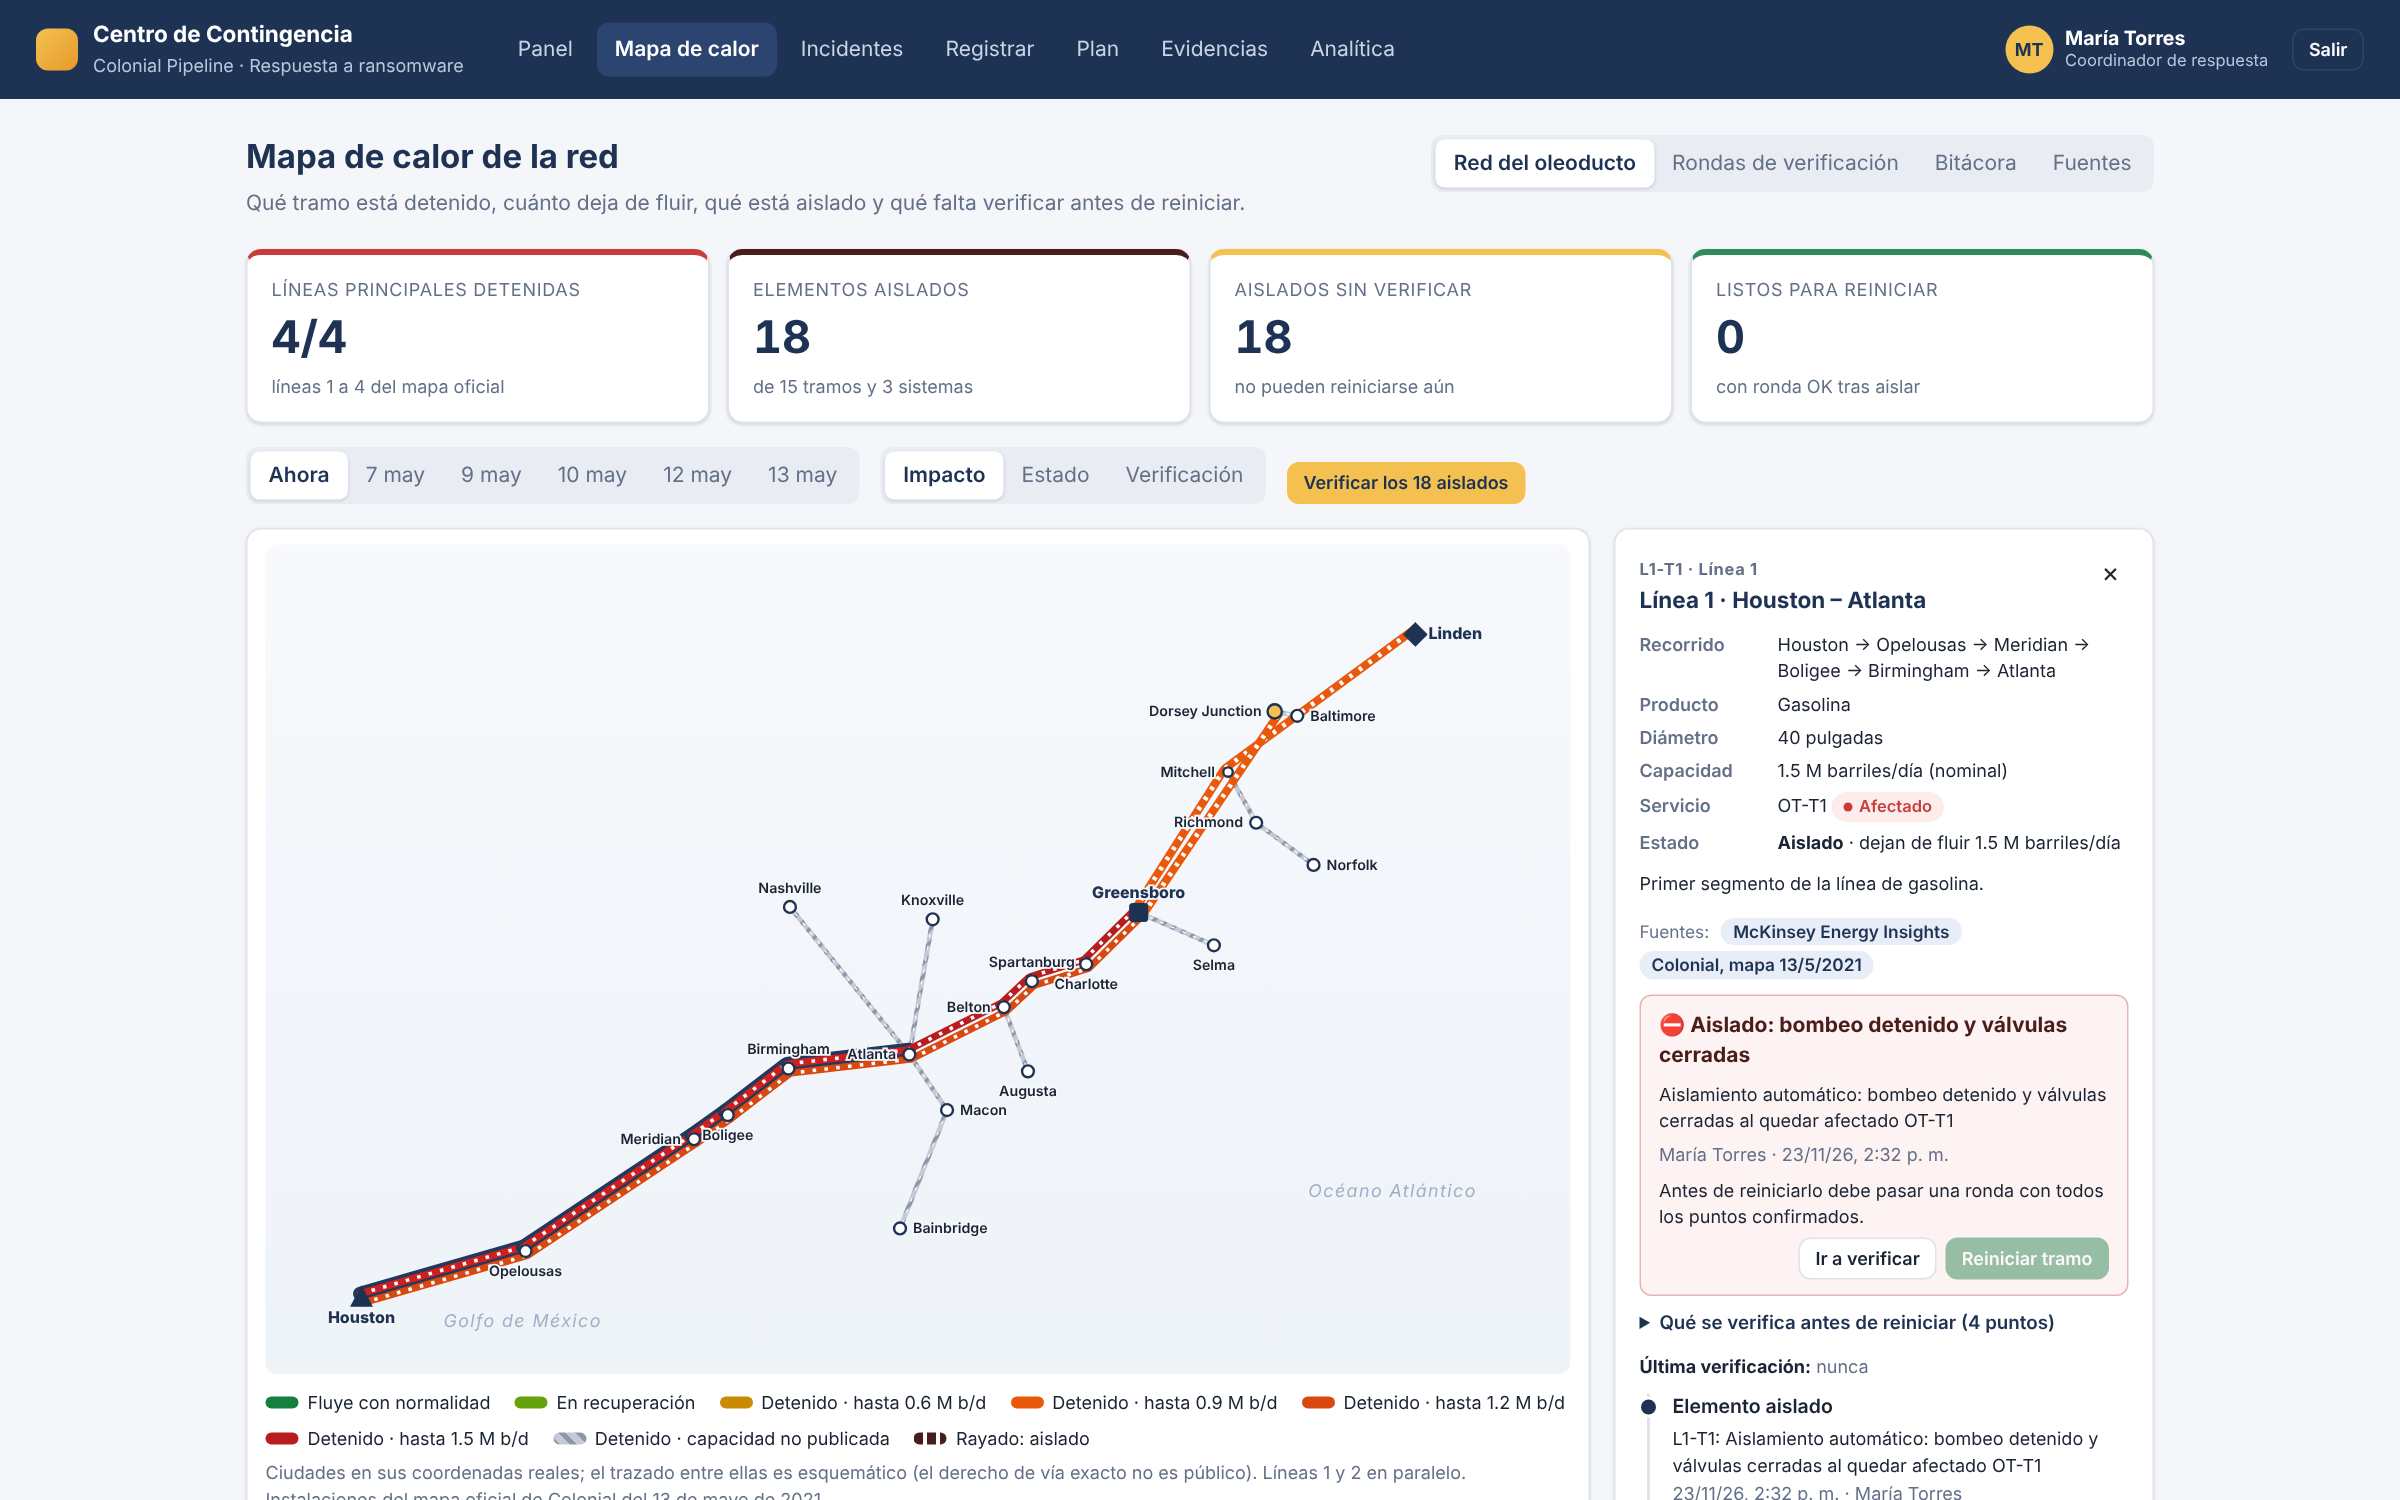 Centro de Contingencia
Colonial Pipeline · Respuesta a ransomware
Panel
Mapa de calor
Incidentes
Registrar
Plan
Evidencias
Analítica
MT
María Torres
Coordinador de respuesta
Salir
Mapa de calor de la red
Qué tramo está detenido, cuánto deja de fluir, qué está aislado y qué falta verificar antes de reiniciar.
Red del oleoducto
Rondas de verificación
Bitácora
Fuentes
LÍNEAS PRINCIPALES DETENIDAS
4/4
líneas 1 a 4 del mapa oficial
ELEMENTOS AISLADOS
18
de 15 tramos y 3 sistemas
AISLADOS SIN VERIFICAR
18
no pueden reiniciarse aún
LISTOS PARA REINICIAR
0
con ronda OK tras aislar
Ahora
7 may
9 may
10 may
12 may
13 may
Impacto
Estado
Verificación
Verificar los 18 aislados
Linden
Dorsey Junction
Baltimore
Mitchell
Richmond
Norfolk
Nashville
Knoxville
Greensboro
Selma
Spartanburg
Charlotte
Belton
Birmingham
Atlanta
Augusta
Macon
Meridian
Boligee
Océano Atlántico
Bainbridge
Opelousas
Houston
Golfo de México
Fluye con normalidad
En recuperación
Detenido · hasta 0.6 M b/d
Detenido · hasta 0.9 M b/d
Detenido · hasta 1.2 M b/d
Detenido · hasta 1.5 M b/d
Detenido · capacidad no publicada
Rayado: aislado
Ciudades en sus coordenadas reales; el trazado entre ellas es esquemático (el derecho de vía exacto no es público). Líneas 1 y 2 en paralelo.
Instalaciones del mapa oficial de Colonial del 13 de mayo de 2021.
L1-T1 · Línea 1
×
Línea 1 · Houston – Atlanta
Recorrido
Houston → Opelousas → Meridian →
Boligee → Birmingham → Atlanta
Producto
Gasolina
Diámetro
40 pulgadas
Capacidad
1.5 M barriles/día (nominal)
Servicio
OT-T1 Afectado
Estado
Aislado · dejan de fluir 1.5 M barriles/día
Primer segmento de la línea de gasolina.
Fuentes: McKinsey Energy Insights
Colonial, mapa 13/5/2021
⛔ Aislado: bombeo detenido y válvulas
cerradas
Aislamiento automático: bombeo detenido y válvulas
cerradas al quedar afectado OT-T1
María Torres · 23/11/26, 2:32 p. m.
Antes de reiniciarlo debe pasar una ronda con todos
los puntos confirmados.
Ir a verificar
Reiniciar tramo
▶ Qué se verifica antes de reiniciar (4 puntos)
Última verificación: nunca
Elemento aislado
L1-T1: Aislamiento automático: bombeo detenido y
válvulas cerradas al quedar afectado OT-T1
23/11/26, 2:32 p. m. · María Torres